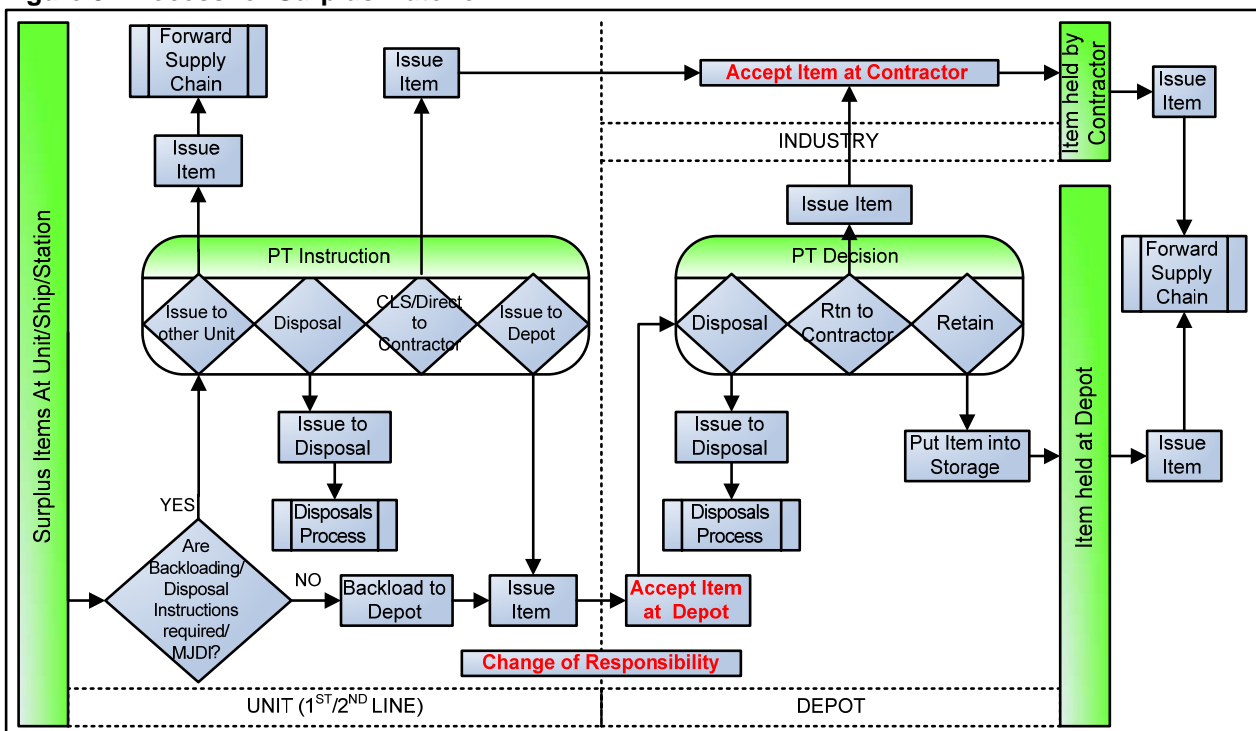 Figure Process for Surplus
Forward
Supply
Chain
Issue
Item
Issue
Item
Accept Item at Contractor
Item held by
Contractor
Issue
Item
INDUSTRY
Issue Item
PT Instruction
Issue to
other Unit
Disposal
CLS/Direct
to
Contractor
Issue to
Depot
PT Decision
Disposal
Rtn to
Contractor
Retain
Forward
Supply
Chain
Surplus Items At Unit/Ship/Station
Issue to
Disposal
Disposals
Process
Issue to
Disposal
Disposals
Process
Put Item into
Storage
Item held at Depot
Issue
Item
YES
Are
Backloading/
Disposal
Instructions
required/
MJDI?
NO
Backload to
Depot
Issue
Item
Accept Item
at Depot
Change of Responsibility
UNIT (1ST/2ND LINE)
DEPOT